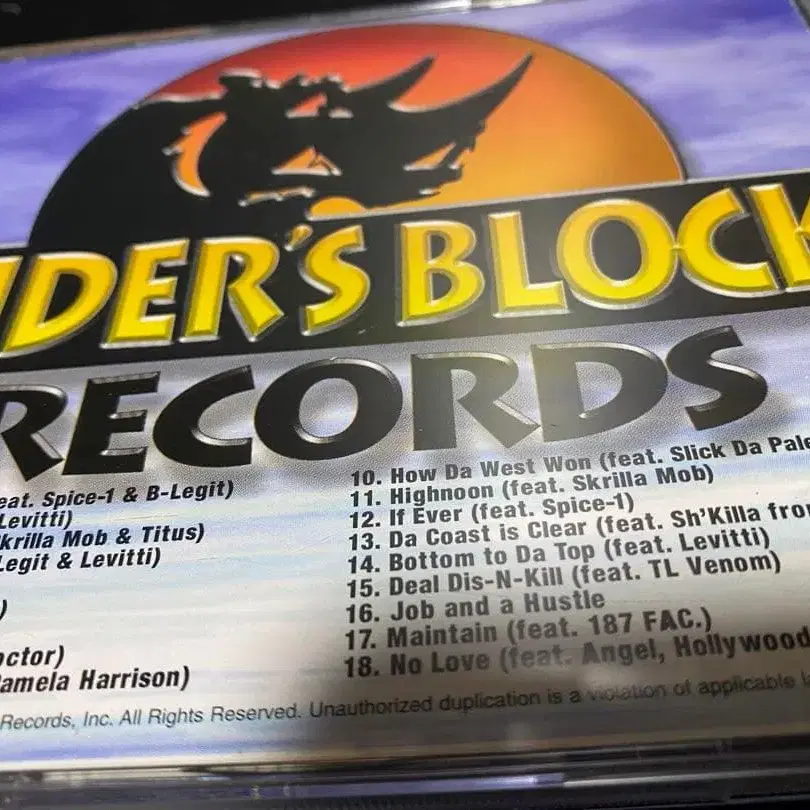 IDER'S BLOCK
RECORDS
eat. Spice-1 & B-Legit)
Levitti)
krilla Mob & Titus)
Legit & Levitti)
)
octor)
amela Harrison)
10. How Da West Won (feat. Slick Da Pale
11. Highnoon (feat. Skrilla Mob)
12. If Ever (feat. Spice-1)
13. Da Coast is Clear (feat. Sh'Killa from
14. Bottom to Da Top (feat. Levitti)
15. Deal Dis-N-Kill (feat. TL Venom)
16. Job and a Hustle
17. Maintain (feat. 187 FAC.)
18. No Love (feat. Angel, Hollywood
Records, Inc. All Rights Reserved. Unauthorized duplication is a violation of applicable